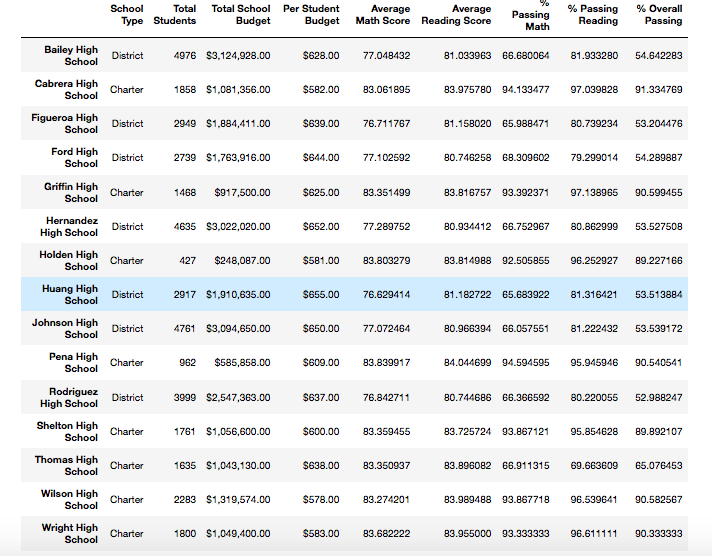 School Type Total Students Total School Budget Per Student Budget Average Math Score Average Reading Score % Passing Math % Passing Reading % Overall Passing
Bailey High School District 4976 $3,124,928.00 $628.00 77.048432 81.033963 66.680064 81.933280 54.642283
Cabrera High School Charter 1858 $1,081,356.00 $582.00 83.061895 83.975780 94.133477 97.039828 91.334769
Figueroa High School District 2949 $1,884,411.00 $639.00 76.711767 81.158020 65.988471 80.739234 53.204476
Ford High School District 2739 $1,763,916.00 $644.00 77.102592 80.746258 68.309602 79.299014 54.289887
Griffin High School Charter 1468 $917,500.00 $625.00 83.351499 83.816757 93.392371 97.138965 90.599455
Hernandez High School District 4635 $3,022,020.00 $652.00 77.289752 80.934412 66.752967 80.862999 53.527508
Holden High School Charter 427 $248,087.00 $581.00 83.803279 83.814988 92.505855 96.252927 89.227166
Huang High School District 2917 $1,910,635.00 $655.00 76.629414 81.182722 65.683922 81.316421 53.513884
Johnson High School District 4761 $3,094,650.00 $650.00 77.072464 80.966394 66.057551 81.222432 53.539172
Pena High School Charter 962 $585,858.00 $609.00 83.839917 84.044699 94.594595 95.945946 90.540541
Rodriguez High School District 3999 $2,547,363.00 $637.00 76.842711 80.744686 66.366592 80.220055 52.988247
Shelton High School Charter 1761 $1,056,600.00 $600.00 83.359455 83.725724 93.867121 95.854628 89.892107
Thomas High School Charter 1635 $1,043,130.00 $638.00 83.350937 83.896082 66.911315 69.663609 65.076453
Wilson High School Charter 2283 $1,319,574.00 $578.00 83.274201 83.989488 93.867718 96.539641 90.582567
Wright High School Charter 1800 $1,049,400.00 $583.00 83.682222 83.955000 93.333333 96.611111 90.333333